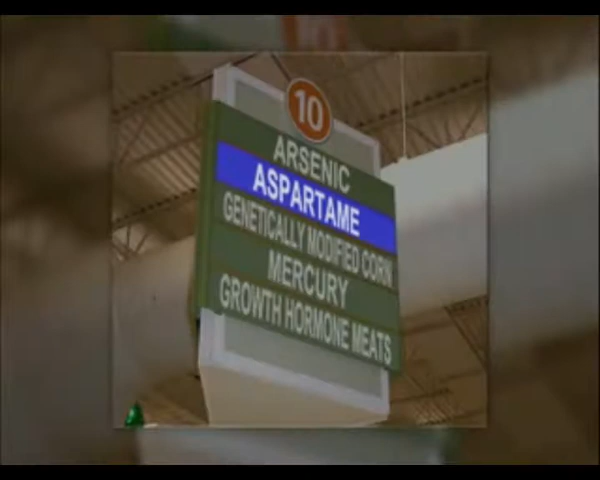 10
ARSENIC
ASPARTAME
GENETICALLY MODIFIED CORN
MERCURY
GROWTH HORMONE MEATS